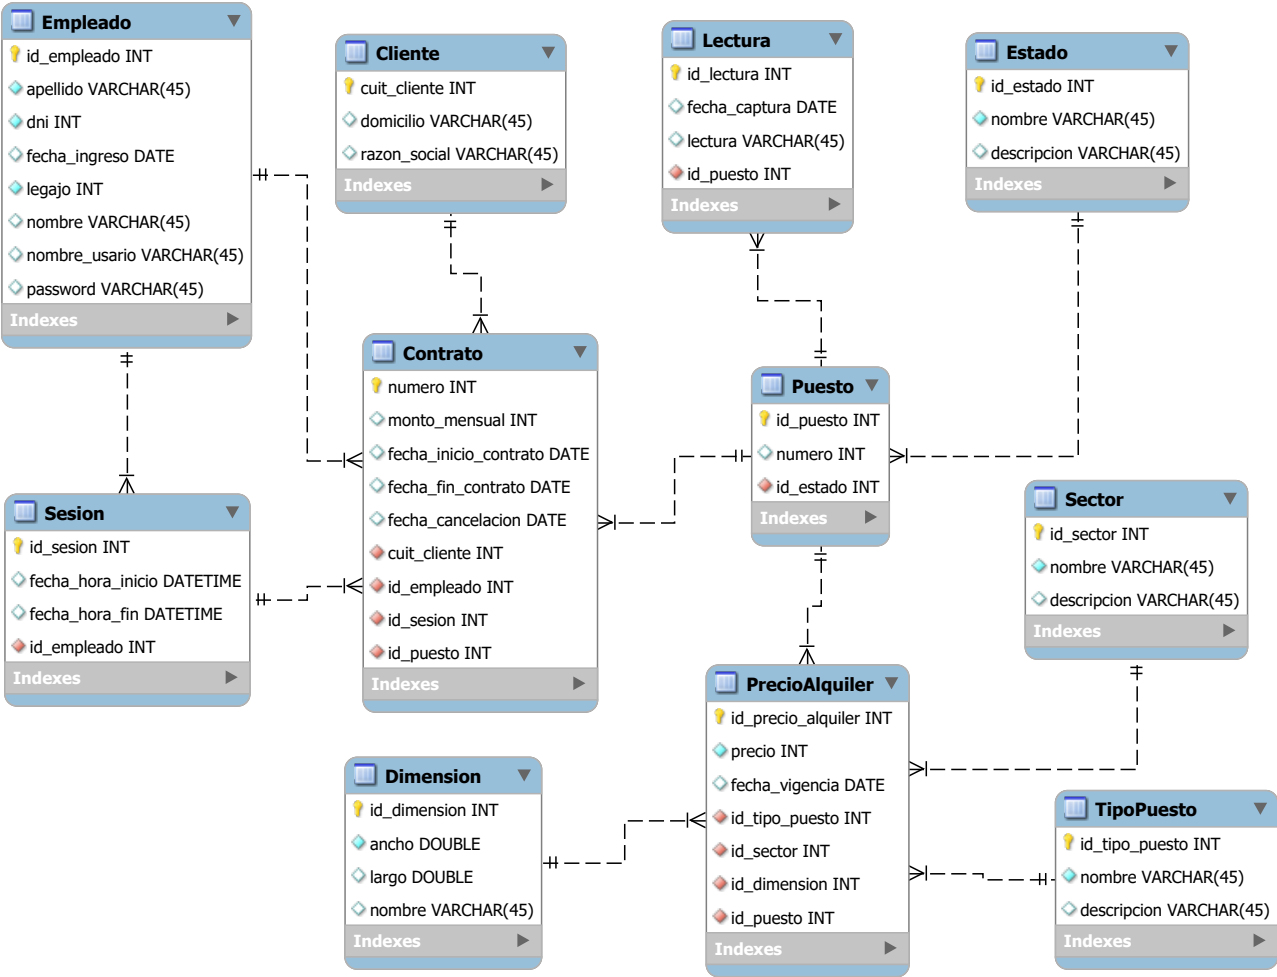 Empleado
id_empleado INT
apellido VARCHAR(45)
dni INT
fecha_ingreso DATE
legajo INT
nombre VARCHAR(45)
nombre_usario VARCHAR(45)
password VARCHAR(45)
Indexes
Cliente
cuit_cliente INT
domicilio VARCHAR(45)
razon_social VARCHAR(45)
Indexes
Lectura
id_lectura INT
fecha_captura DATE
lectura VARCHAR(45)
id_puesto INT
Indexes
Estado
id_estado INT
nombre VARCHAR(45)
descripcion VARCHAR(45)
Indexes
Contrato
numero INT
monto_mensual INT
fecha_inicio_contrato DATE
fecha_fin_contrato DATE
fecha_cancelacion DATE
cuit_cliente INT
id_empleado INT
id_sesion INT
id_puesto INT
Indexes
Puesto
id_puesto INT
numero INT
id_estado INT
Indexes
Sesion
id_sesion INT
fecha_hora_inicio DATETIME
fecha_hora_fin DATETIME
id_empleado INT
Indexes
Sector
id_sector INT
nombre VARCHAR(45)
descripcion VARCHAR(45)
Indexes
PrecioAlquiler
id_precio_alquiler INT
precio INT
fecha_vigencia DATE
id_tipo_puesto INT
id_sector INT
id_dimension INT
id_puesto INT
Indexes
Dimension
id_dimension INT
ancho DOUBLE
largo DOUBLE
nombre VARCHAR(45)
Indexes
TipoPuesto
id_tipo_puesto INT
nombre VARCHAR(45)
descripcion VARCHAR(45)
Indexes